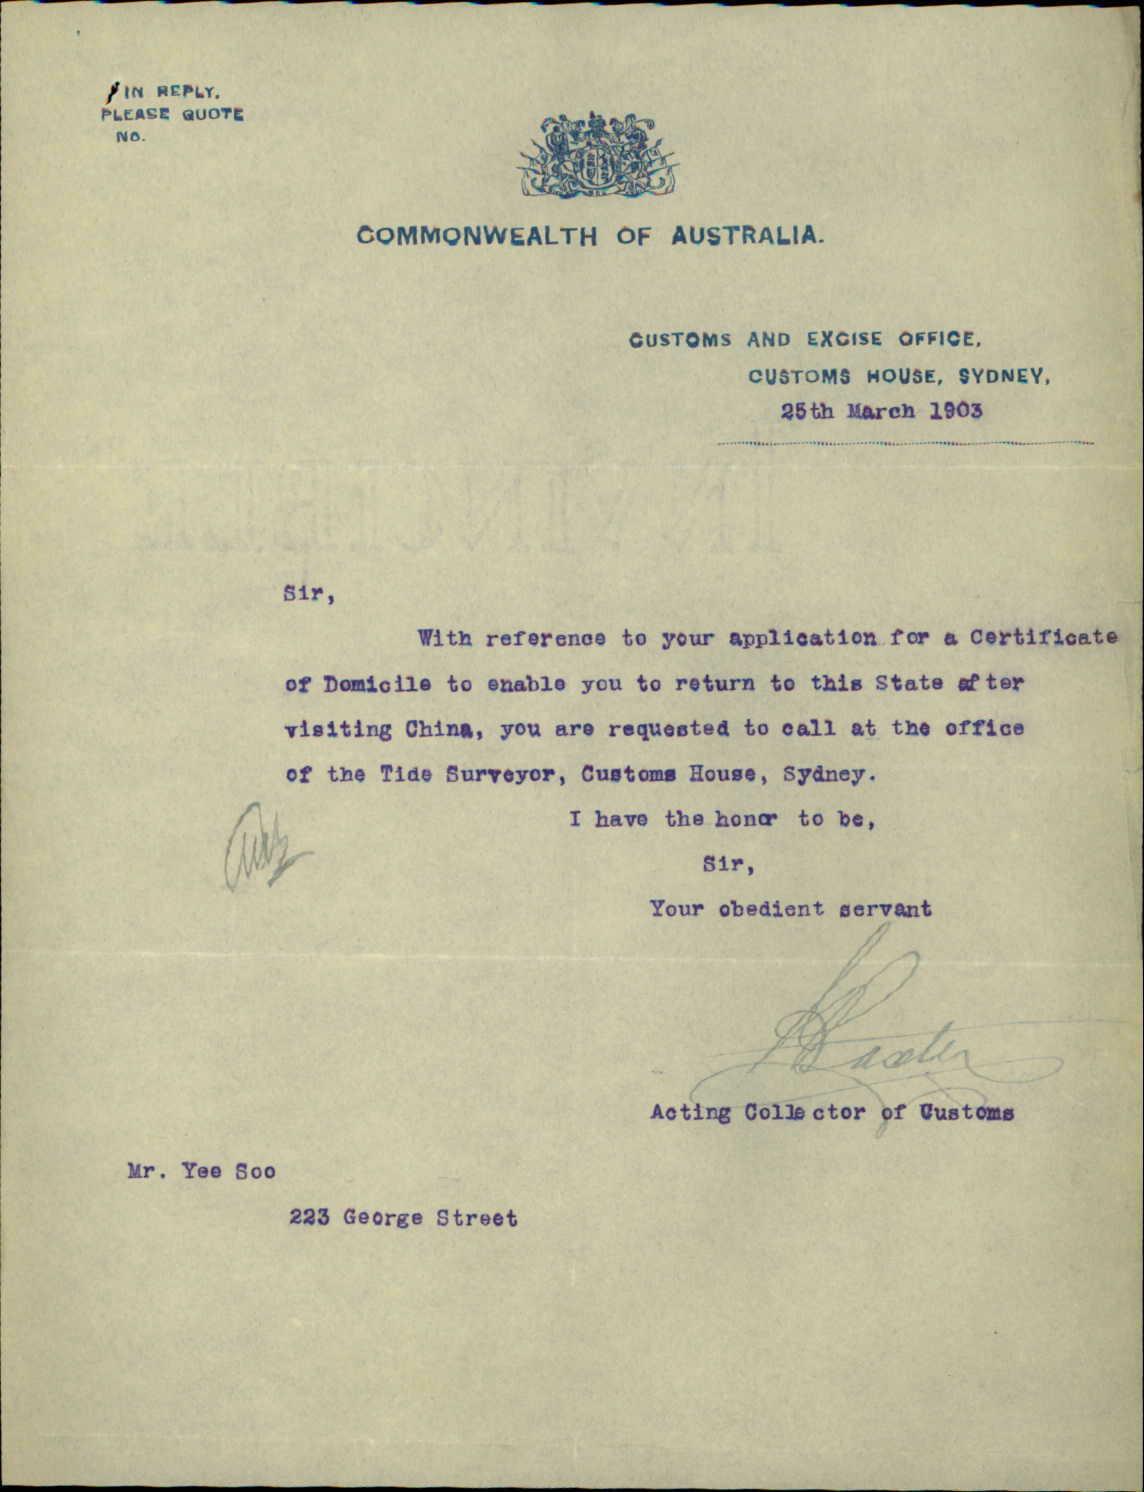 IN REPLY,
PLEASE QUOTE
NO.
COMMONWEALTH OF AUSTRALIA.
CUSTOMS AND EXCISE OFFICE,
CUSTOMS HOUSE, SYDNEY,
25th March 1903
Sir,
With reference to your application for a Certificate
of Domicile to enable you to return to this State after
visiting China, you are requested to call at the office
of the Tide Surveyor, Customs House, Sydney.
I have the honor to be,
Sir,
Your obedient servant
Baxter
Acting Collector of Customs
Mr. Yee Soo
223 George Street